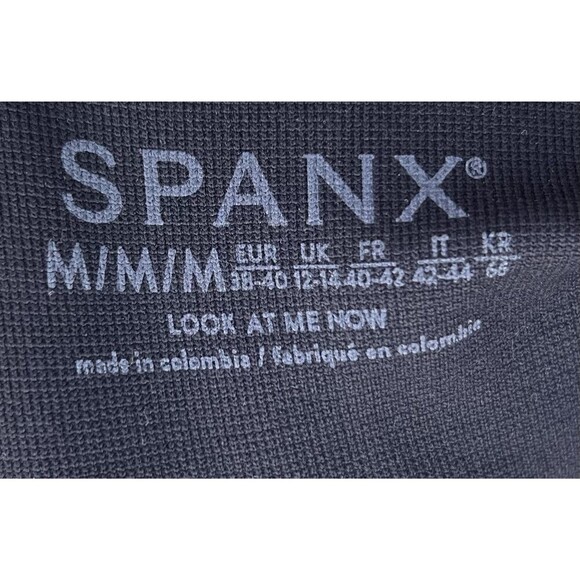 SPANX®
M/M/M EUR 38-40 UK 12-14 FR 40-42 IT 42-44 KR 66
LOOK AT ME NOW
made in colombia / fabriqué en colombie